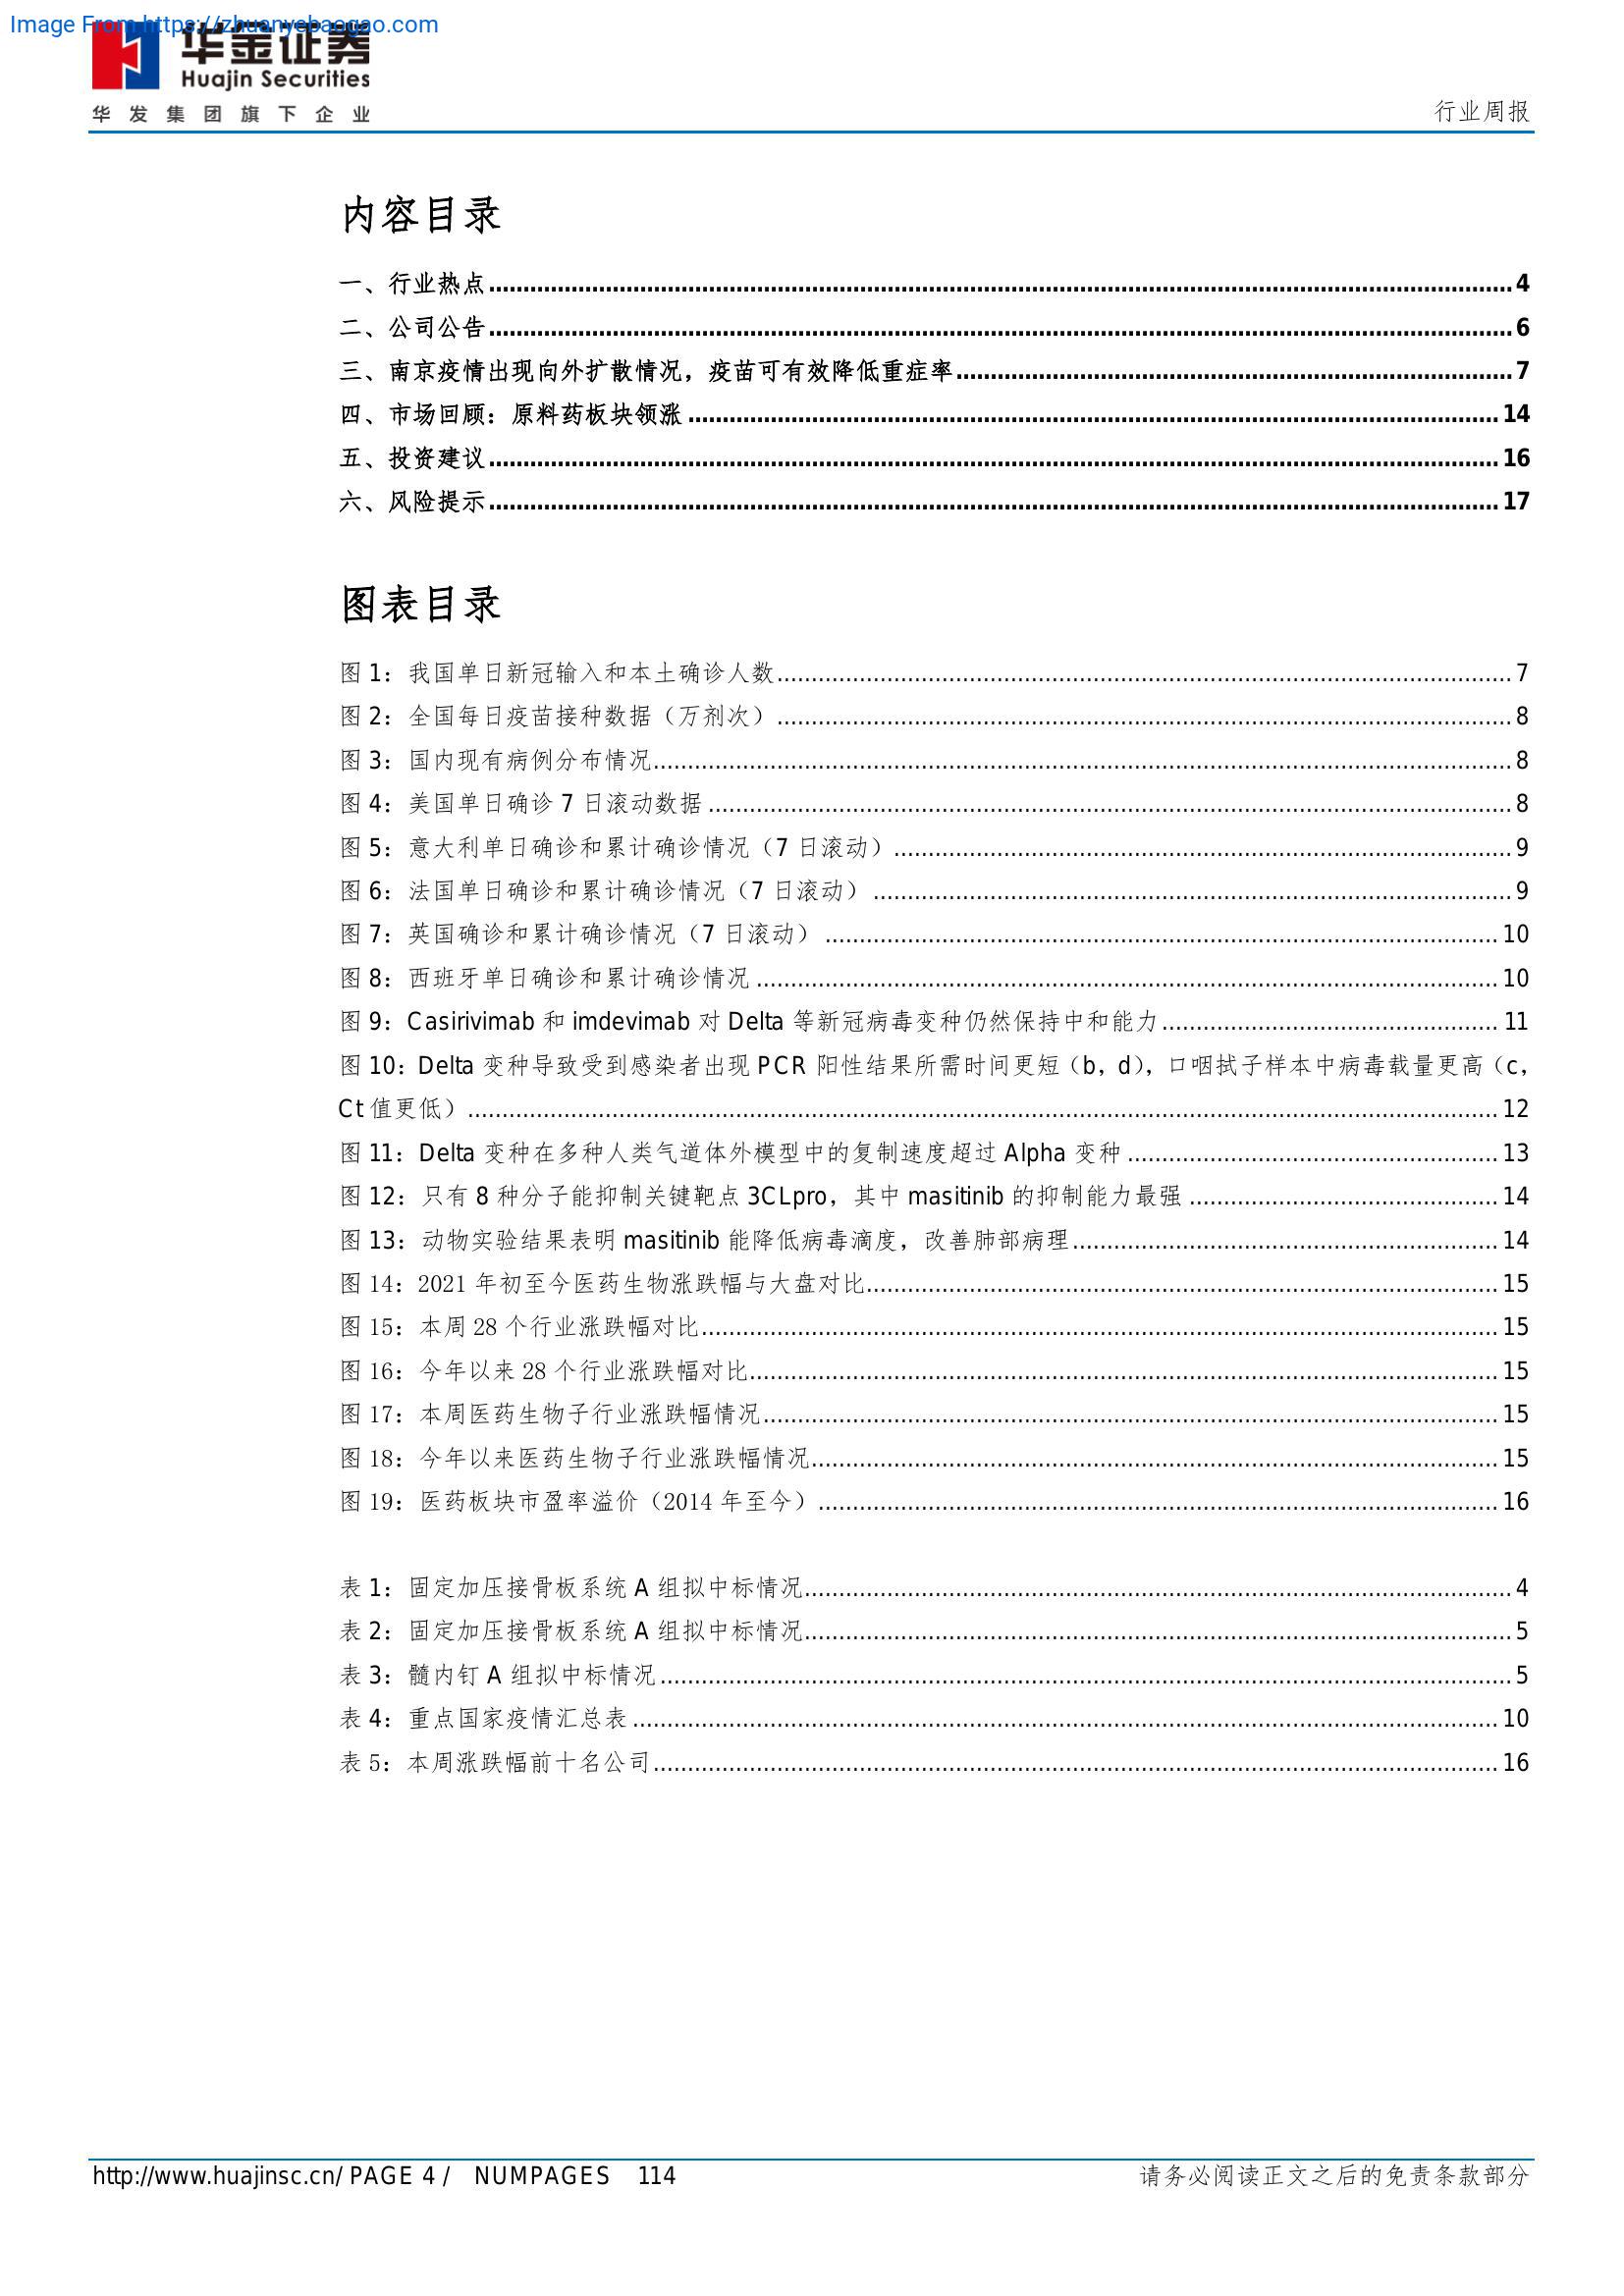 Image From https://zhuanyebaogao.com
华金证券
Huajin Securities
华发集团旗下企业
行业周报
内容目录
一、行业热点........................................4
二、公司公告........................................6
三、南京疫情出现向外扩散情况，疫苗可有效降低重症率........................................7
四、市场回顾：原料药板块领涨........................................14
五、投资建议........................................16
六、风险提示........................................17
图表目录
图 1：我国单日新冠输入和本土确诊人数........................................7
图 2：全国每日疫苗接种数据（万剂次）........................................8
图 3：国内现有病例分布情况........................................8
图 4：美国单日确诊 7 日滚动数据........................................8
图 5：意大利单日确诊和累计确诊情况（7 日滚动）........................................9
图 6：法国单日确诊和累计确诊情况（7 日滚动）........................................9
图 7：英国确诊和累计确诊情况（7 日滚动）........................................10
图 8：西班牙单日确诊和累计确诊情况........................................10
图 9：Casirivimab 和 imdevimab 对 Delta 等新冠病毒变种仍然保持中和能力........................................11
图 10：Delta 变种导致受到感染者出现 PCR 阳性结果所需时间更短（b，d），口咽拭子样本中病毒载量更高（c，
Ct 值更低）........................................12
图 11：Delta 变种在多种人类气道体外模型中的复制速度超过 Alpha 变种........................................13
图 12：只有 8 种分子能抑制关键靶点 3CLpro，其中 masitinib 的抑制能力最强........................................14
图 13：动物实验结果表明 masitinib 能降低病毒滴度，改善肺部病理........................................14
图 14：2021 年初至今医药生物涨跌幅与大盘对比........................................15
图 15：本周 28 个行业涨跌幅对比........................................15
图 16：今年以来 28 个行业涨跌幅对比........................................15
图 17：本周医药生物子行业涨跌幅情况........................................15
图 18：今年以来医药生物子行业涨跌幅情况........................................15
图 19：医药板块市盈率溢价（2014 年至今）........................................16
表 1：固定加压接骨板系统 A 组拟中标情况........................................4
表 2：固定加压接骨板系统 A 组拟中标情况........................................5
表 3：髓内钉 A 组拟中标情况........................................5
表 4：重点国家疫情汇总表........................................10
表 5：本周涨跌幅前十名公司........................................16
http://www.huajinsc.cn/ PAGE 4 / NUMPAGES 114
请务必阅读正文之后的免责条款部分